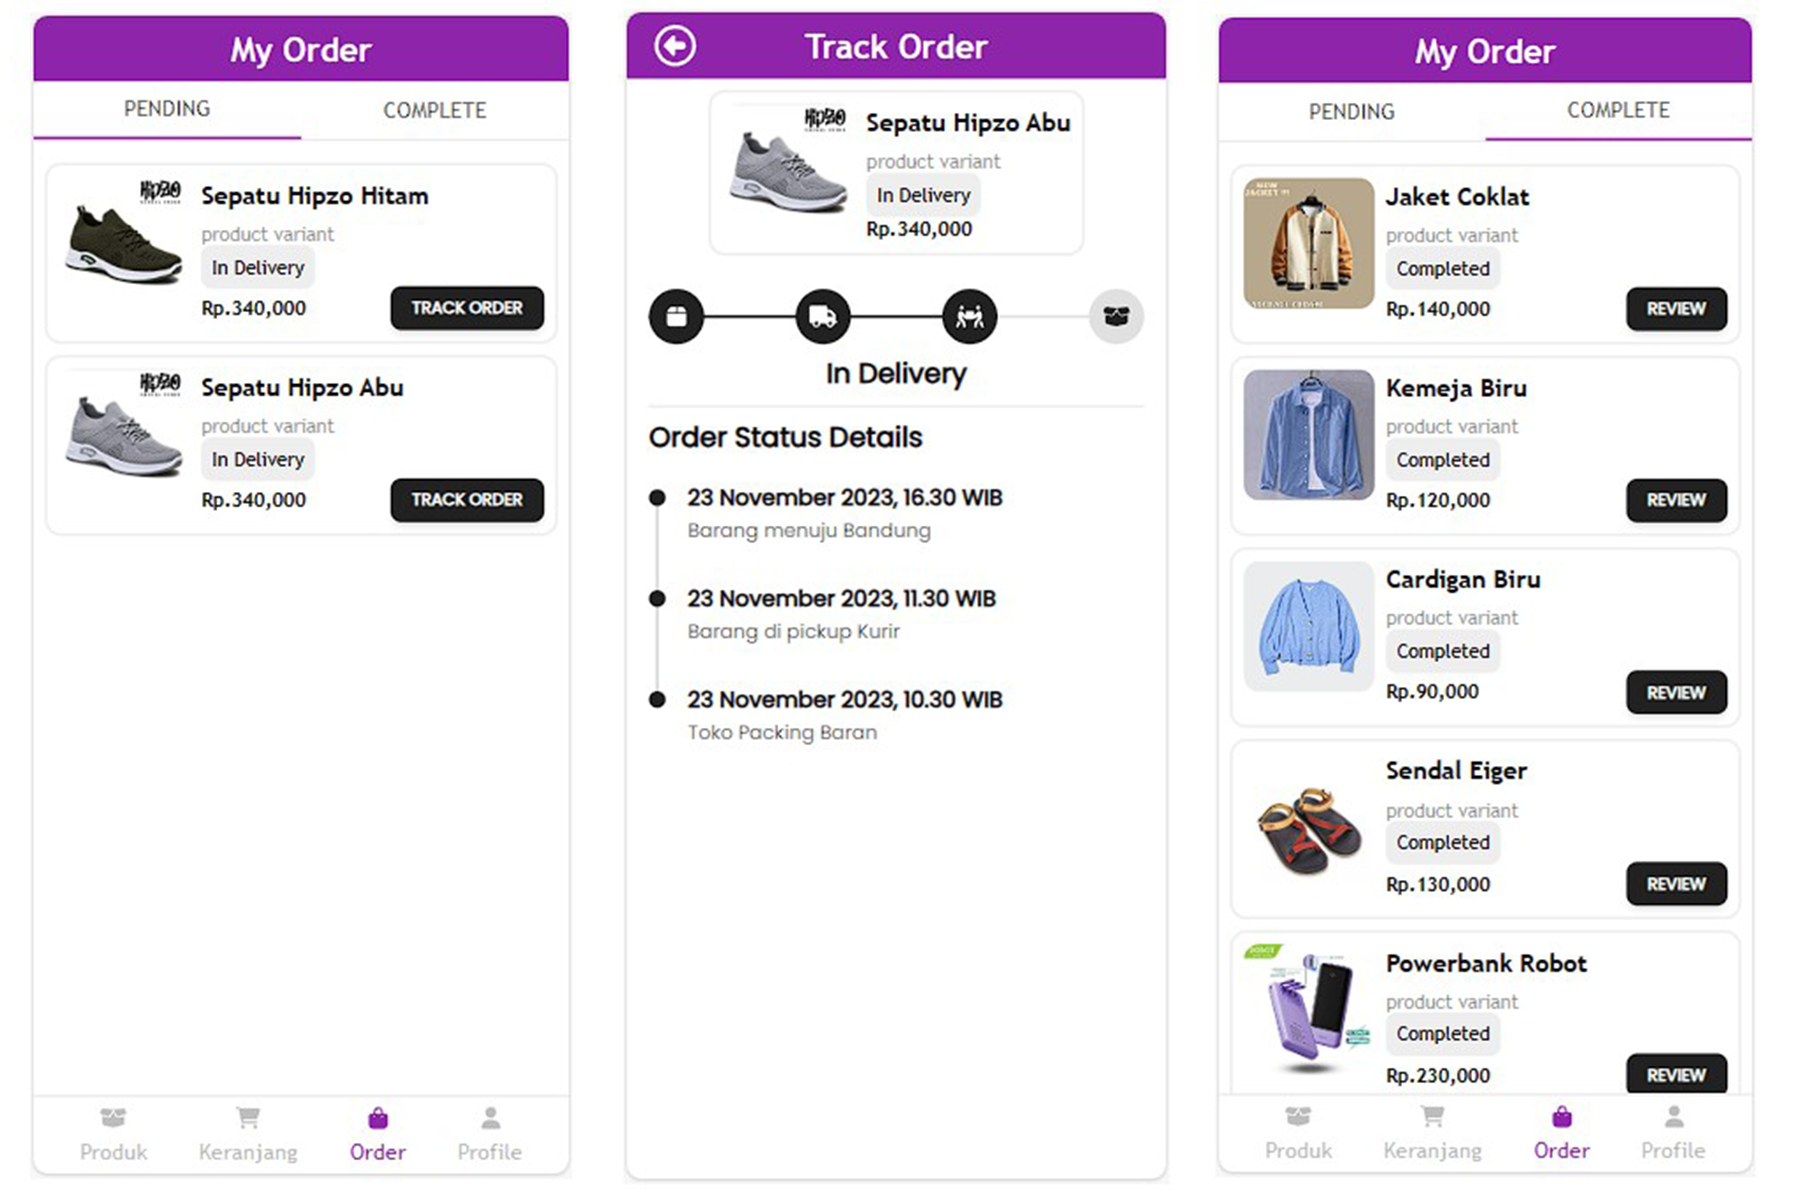 My Order
PENDING
COMPLETE
HIPZO
Sepatu Hipzo Hitam
product variant
In Delivery
Rp.340,000
TRACK ORDER
HIPZO
Sepatu Hipzo Abu
product variant
In Delivery
Rp.340,000
TRACK ORDER
Produk
Keranjang
Order
Profile
Track Order
HIPZO
Sepatu Hipzo Abu
product variant
In Delivery
Rp.340,000
In Delivery
Order Status Details
23 November 2023, 16.30 WIB
Barang menuju Bandung
23 November 2023, 11.30 WIB
Barang di pickup Kurir
23 November 2023, 10.30 WIB
Toko Packing Baran
My Order
PENDING
COMPLETE
NEW
JACKET !!!
Jaket Coklat
product variant
Completed
Rp.140,000
REVIEW
Kemeja Biru
product variant
Completed
Rp.120,000
REVIEW
Cardigan Biru
product variant
Completed
Rp.90,000
REVIEW
Sendal Eiger
product variant
Completed
Rp.130,000
REVIEW
Powerbank Robot
product variant
Completed
Rp.230,000
REVIEW
Produk
Keranjang
Order
Profile